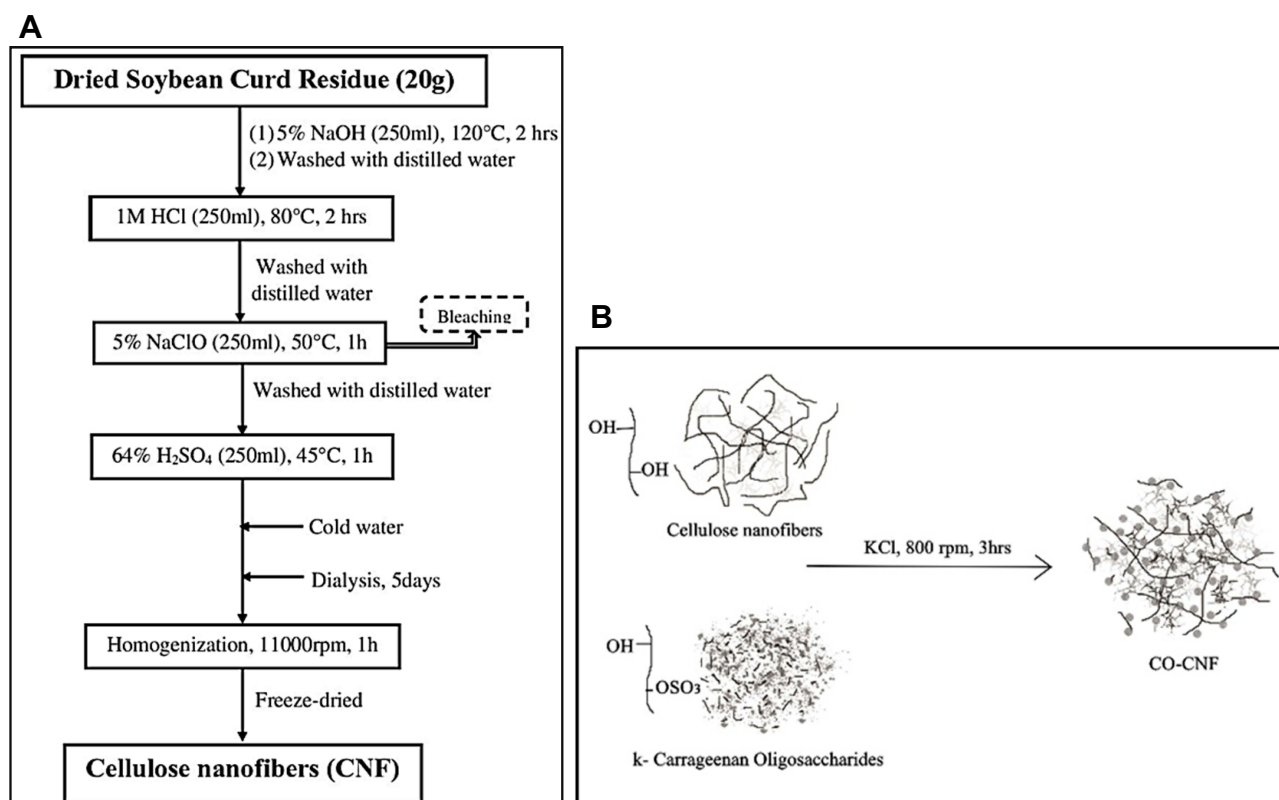 A
Dried Soybean Curd Residue (20g)
(1) 5% NaOH (250ml), 120°C, 2 hrs
(2) Washed with distilled water
1M HCl (250ml), 80°C, 2 hrs
Washed with
distilled water
Bleaching
5% NaClO (250ml), 50°C, 1h
Washed with distilled water
64% H₂SO₄ (250ml), 45°C, 1h
Cold water
Dialysis, 5days
Homogenization, 11000rpm, 1h
Freeze-dried
Cellulose nanofibers (CNF)
B
OH
OH
Cellulose nanofibers
KCl, 800 rpm, 3hrs
OH
OSO₃
k- Carrageenan Oligosaccharides
CO-CNF